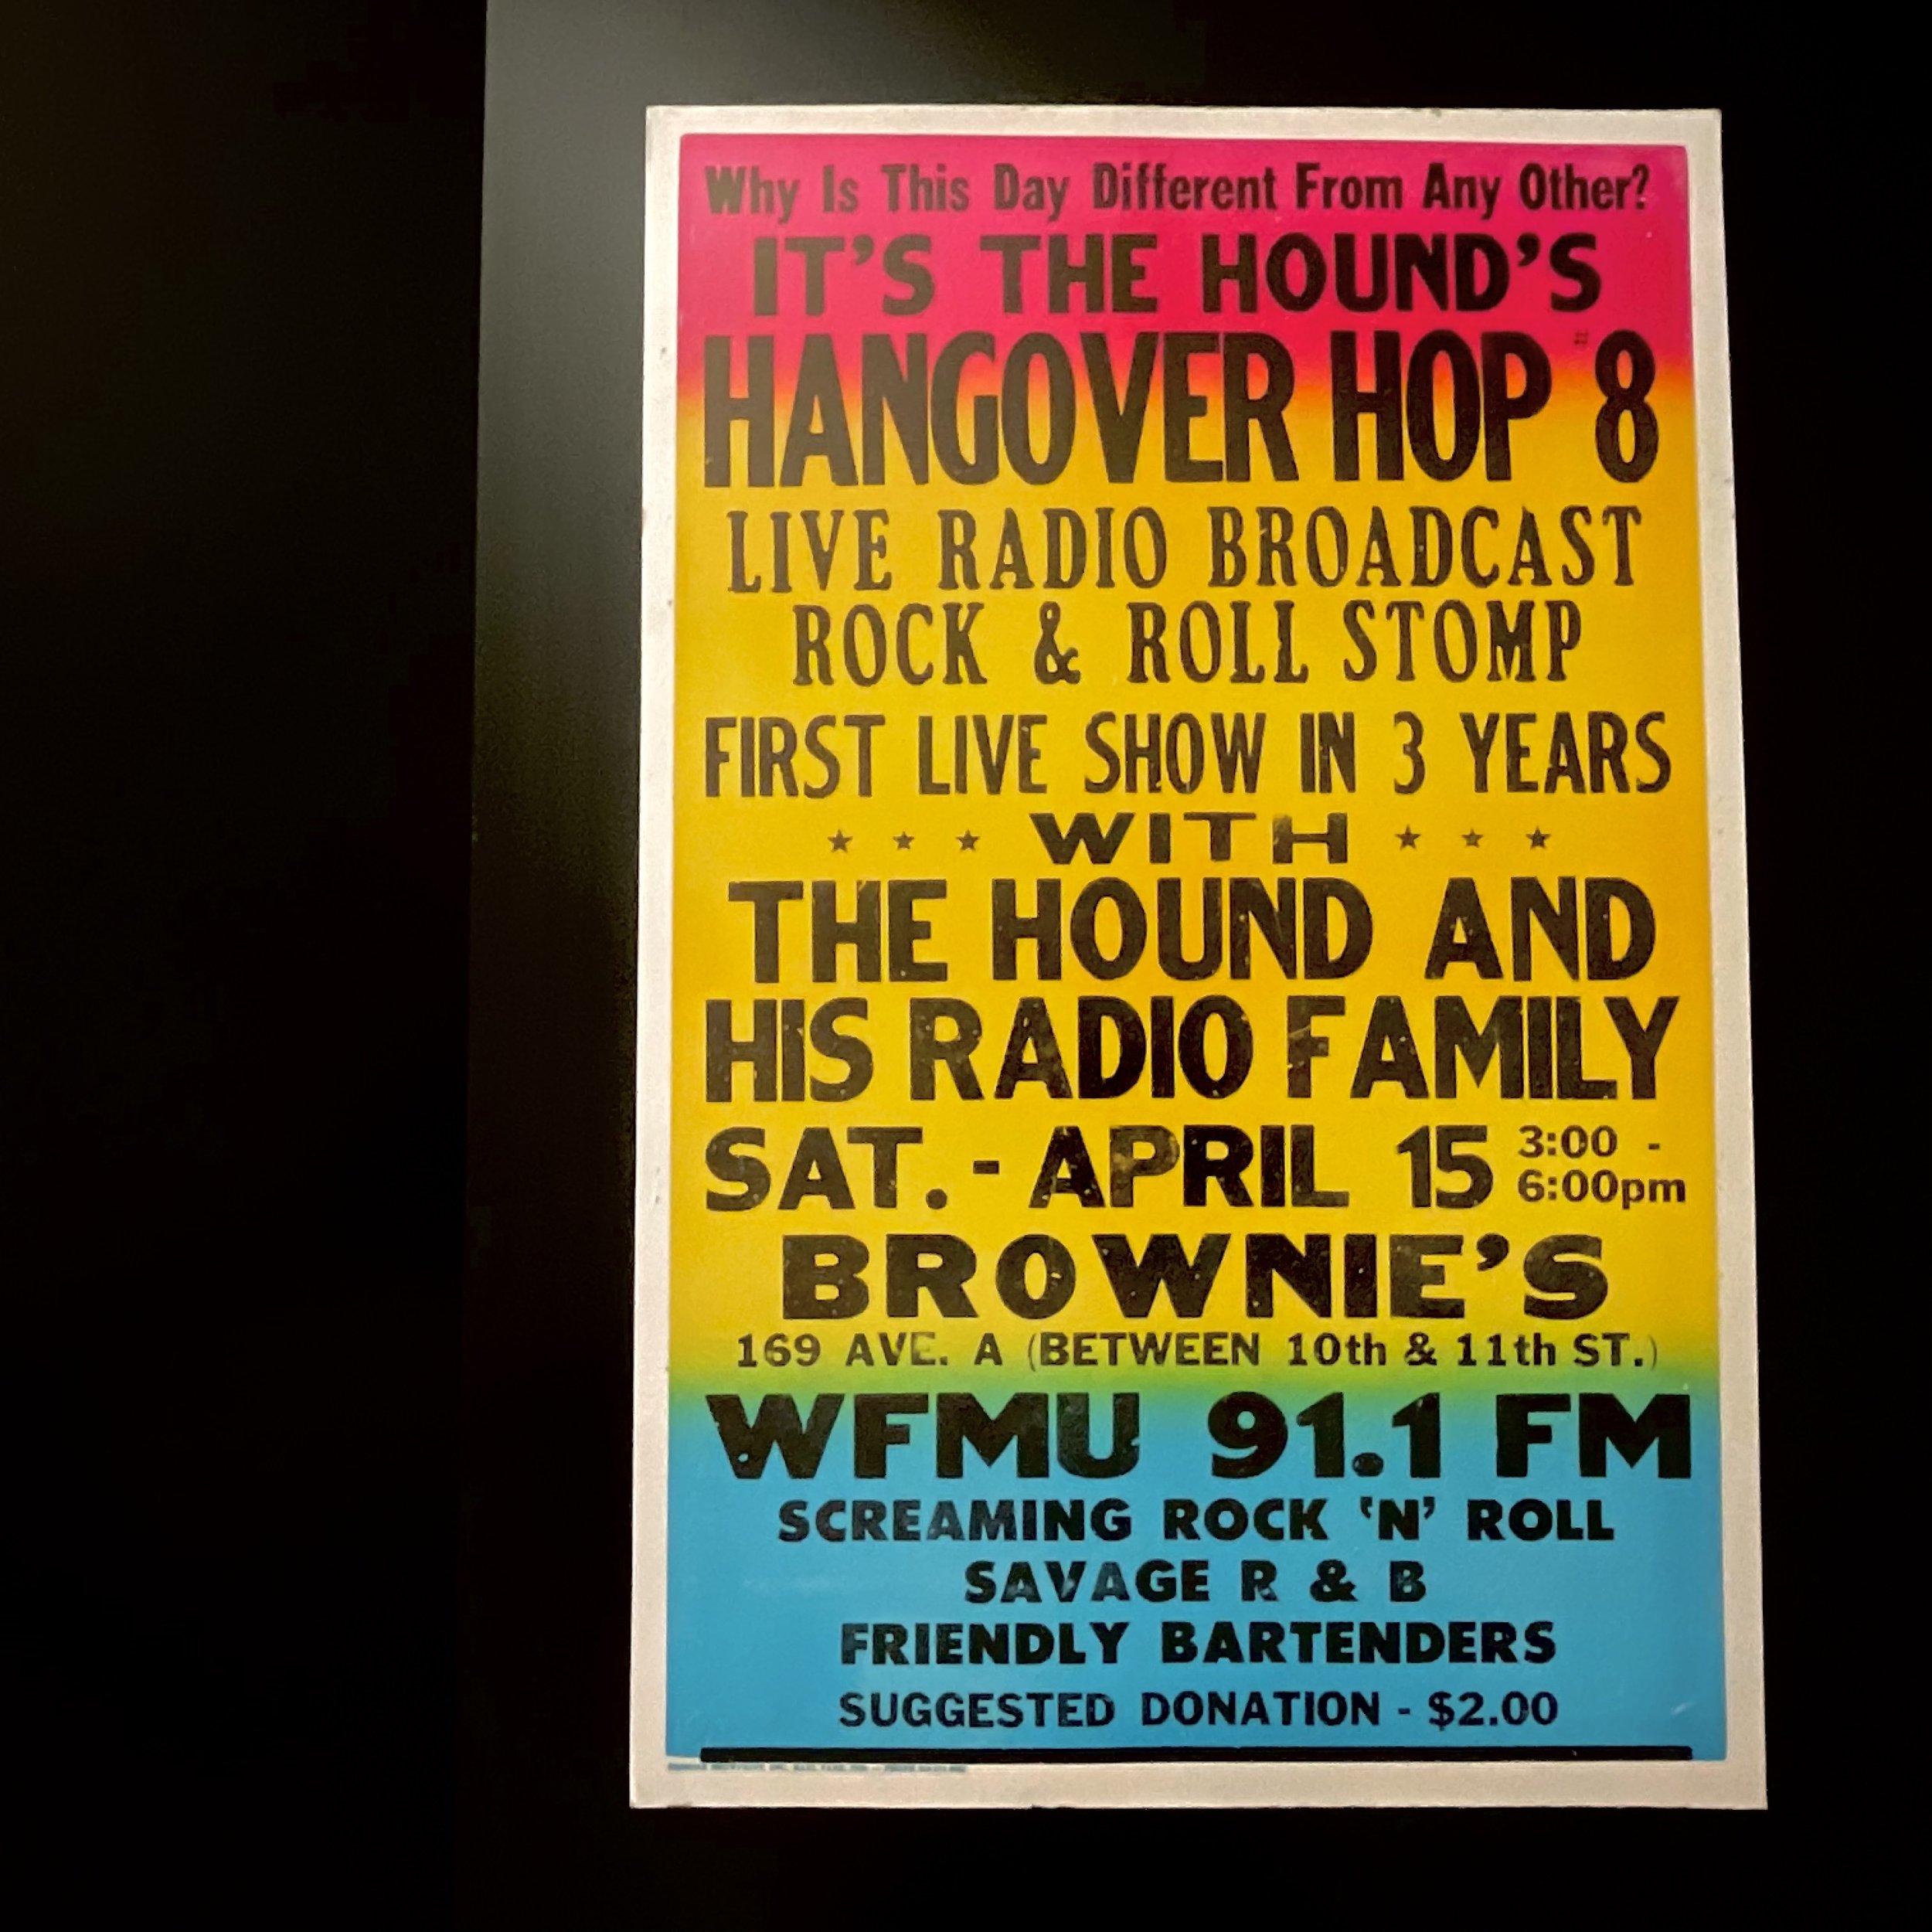 Why Is This Day Different From Any Other?
IT'S THE HOUND'S
HANGOVER HOP 8
LIVE RADIO BROADCAST
ROCK & ROLL STOMP
FIRST LIVE SHOW IN 3 YEARS
WITH
THE HOUND AND
HIS RADIO FAMILY
SAT. - APRIL 15 3:00 - 6:00pm
BROWNIE'S
169 AVE. A (BETWEEN 10th & 11th ST.)
WFMU 91.1 FM
SCREAMING ROCK 'N' ROLL
SAVAGE R & B
FRIENDLY BARTENDERS
SUGGESTED DONATION - $2.00